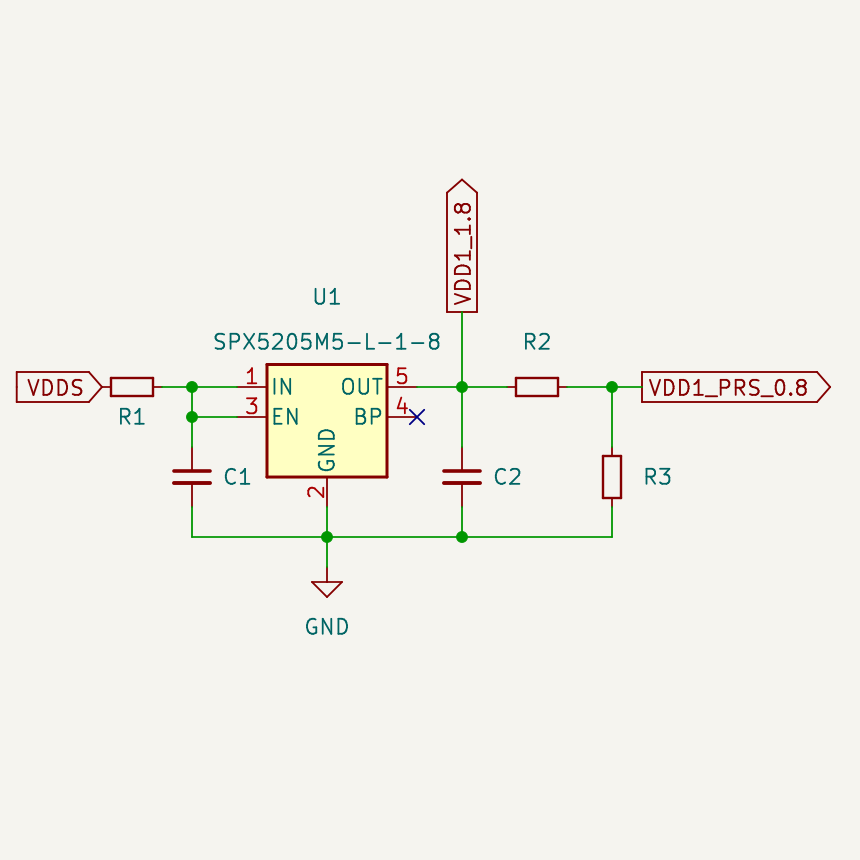 VDD1_1.8
U1
SPX5205M5-L-1-8
R2
VDDS
R1
1
IN
OUT
5
VDD1_PRS_0.8
3
EN
BP
4
GND
2
C1
C2
R3
GND